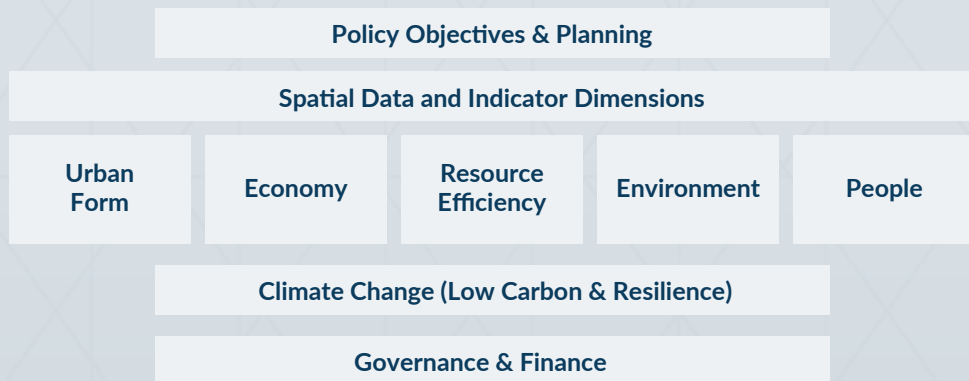 Policy Objectives & Planning
Spatial Data and Indicator Dimensions
Urban
Form
Economy
Resource
Efficiency
Environment
People
Climate Change (Low Carbon & Resilience)
Governance & Finance